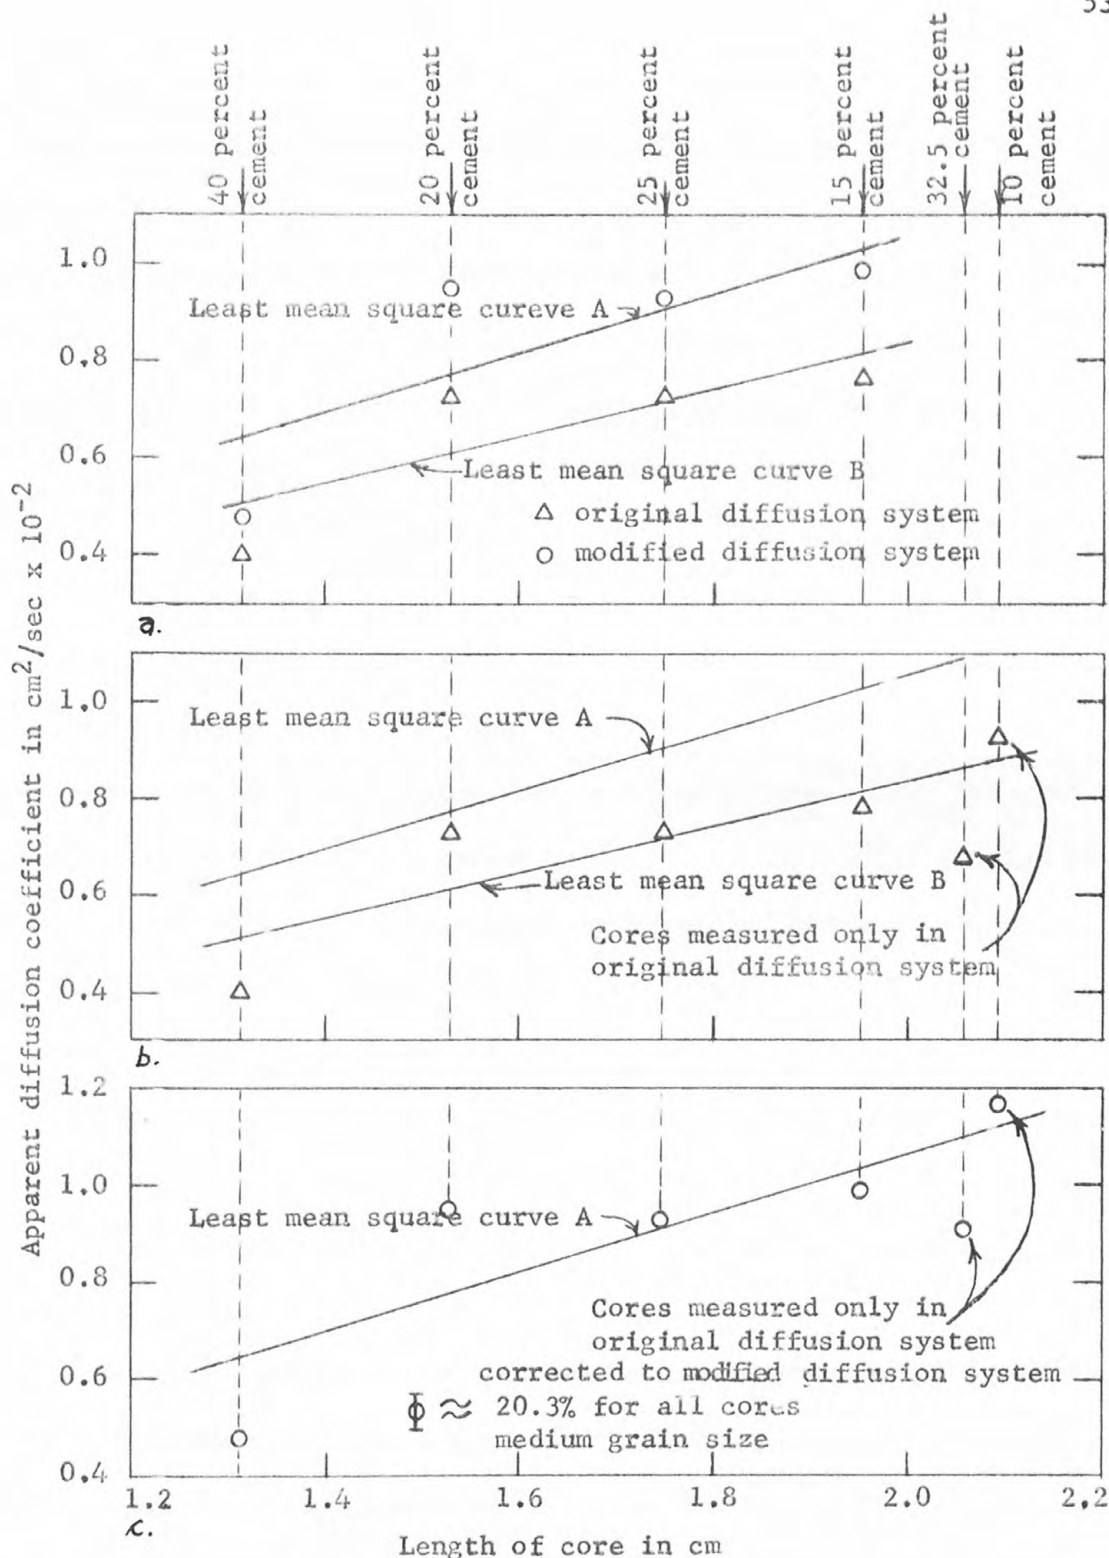 53
40 percent
cement
20 percent
cement
25 percent
cement
15 percent
cement
32.5 percent
cement
10 percent
cement
1.0
0.8
0.6
0.4
Least mean square cureve A
Least mean square curve B
△ original diffusion system
○ modified diffusion system
a.
Apparent diffusion coefficient in cm²/sec x 10⁻²
1.0
0.8
0.6
0.4
Least mean square curve A
Least mean square curve B
Cores measured only in
original diffusion system
b.
1.2
1.0
0.8
0.6
0.4
Least mean square curve A
Cores measured only in
original diffusion system
corrected to modified diffusion system
Φ ≈ 20.3% for all cores
medium grain size
1.2 1.4 1.6 1.8 2.0 2.2
c.
Length of core in cm